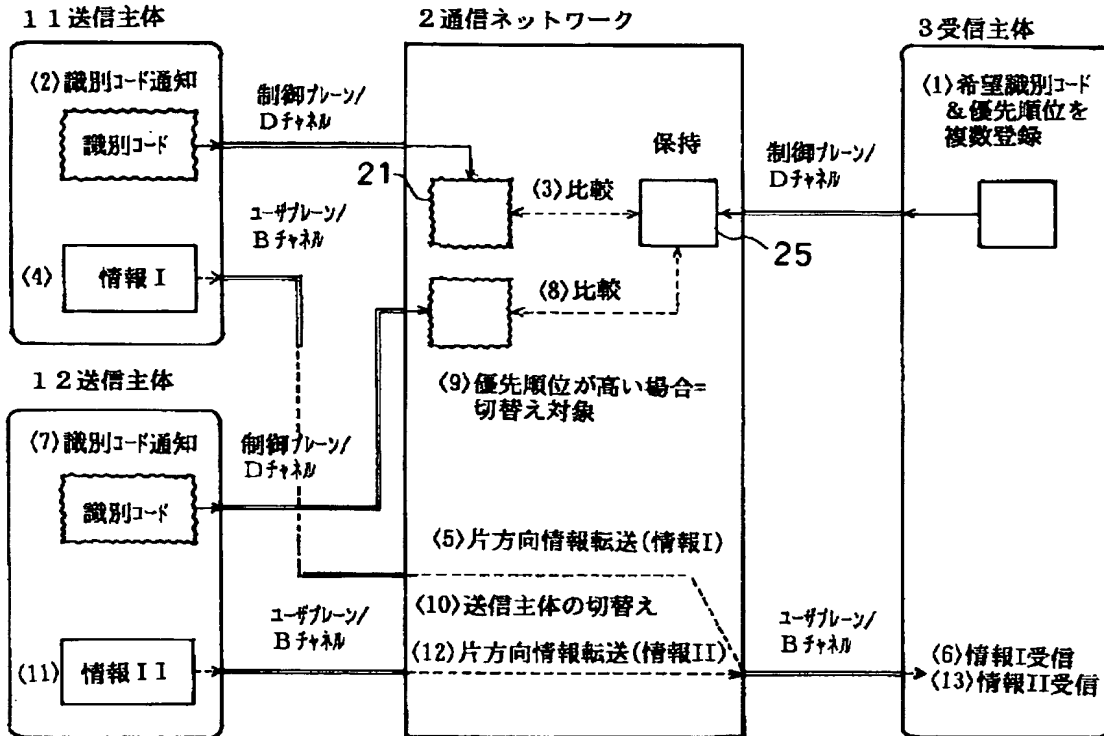 11送信主体
〈2〉識別コード通知
識別コード
〈4〉
情報I
制御プレーン/
Dチャネル
ユーザプレーン/
Bチャネル
12送信主体
〈7〉識別コード通知
識別コード
〈11〉
情報II
制御プレーン/
Dチャネル
ユーザプレーン/
Bチャネル
2通信ネットワーク
21
〈3〉比較
保持
25
〈8〉比較
〈9〉優先順位が高い場合=
切替え対象
〈5〉片方向情報転送(情報I)
〈10〉送信主体の切替え
〈12〉片方向情報転送(情報II)
制御プレーン/
Dチャネル
ユーザプレーン/
Bチャネル
3受信主体
〈1〉希望識別コード
&優先順位を
複数登録
〈6〉情報I受信
〈13〉情報II受信